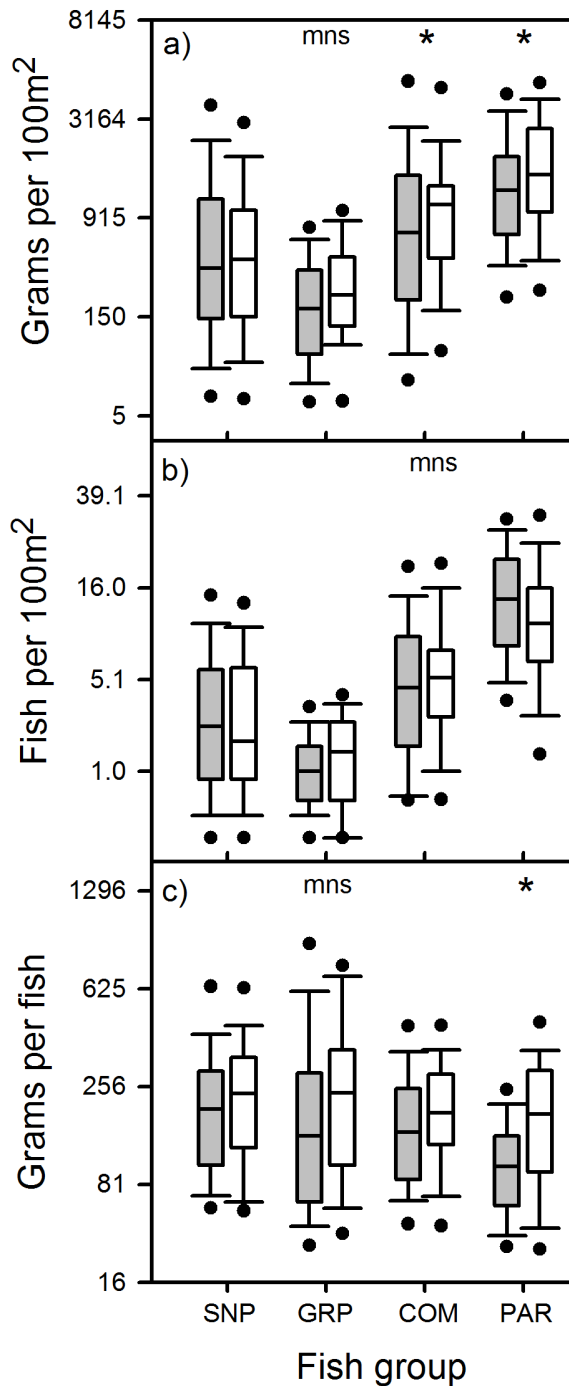 a)
mns * *
8145
3164
915
150
5
Grams per 100m²
b)
mns
39.1
16.0
5.1
1.0
Fish per 100m²
c)
mns *
1296
625
256
81
16
Grams per fish
SNP GRP COM PAR
Fish group